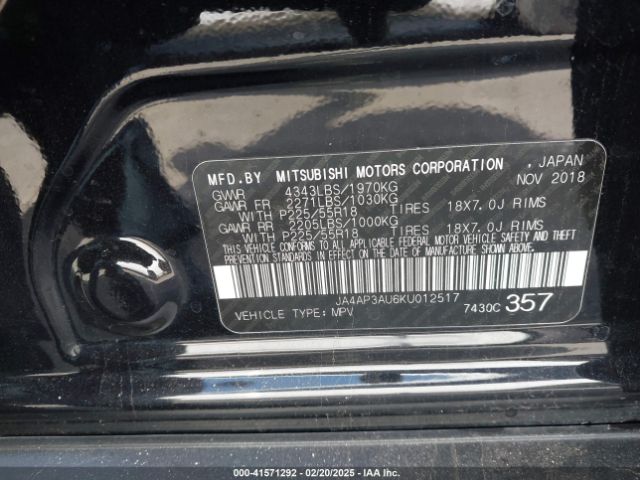 MFD.BY MITSUBISHI MOTORS CORPORATION , JAPAN
GVWR 4343LBS/1970KG NOV 2018
GAWR FR 2271LBS/1030KG
WITH P225/55R18 TIRES 18X7.0J RIMS
GAWR RR 2205LBS/1000KG
WITH P225/55R18 TIRES 18X7.0J RIMS
THIS VEHICLE CONFORMS TO ALL APPLICABLE FEDERAL MOTOR VEHICLE SAFETY AND THEFT
PREVENTION STANDARDS IN EFFECT ON THE DATE OF MANUFACTURE SHOWN ABOVE.
JA4AP3AU6KU012517
VEHICLE TYPE: MPV 7430C 357
000-41571292 - 02/20/2025 - IAA Inc.